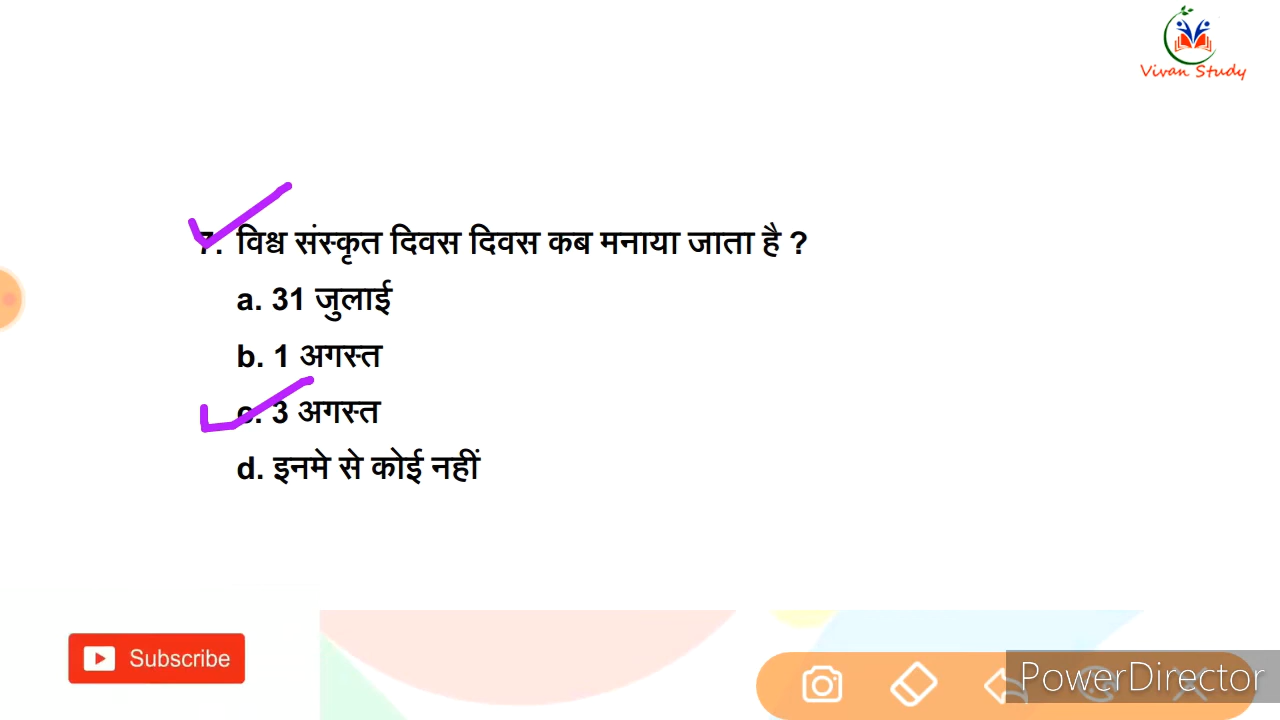 Vivan Study
7. विश्व संस्कृत दिवस दिवस कब मनाया जाता है ?
a. 31 जुलाई
b. 1 अगस्त
c. 3 अगस्त
d. इनमे से कोई नहीं
Subscribe
PowerDirector